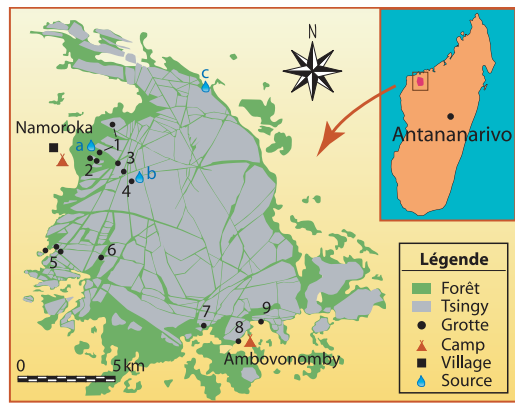 N
c
Antananarivo
Namoroka
a
1
2
3
b
4
5
6
7
9
8
Ambovonomby
0 5 km
Légende
Forêt
Tsingy
Grotte
Camp
Village
Source